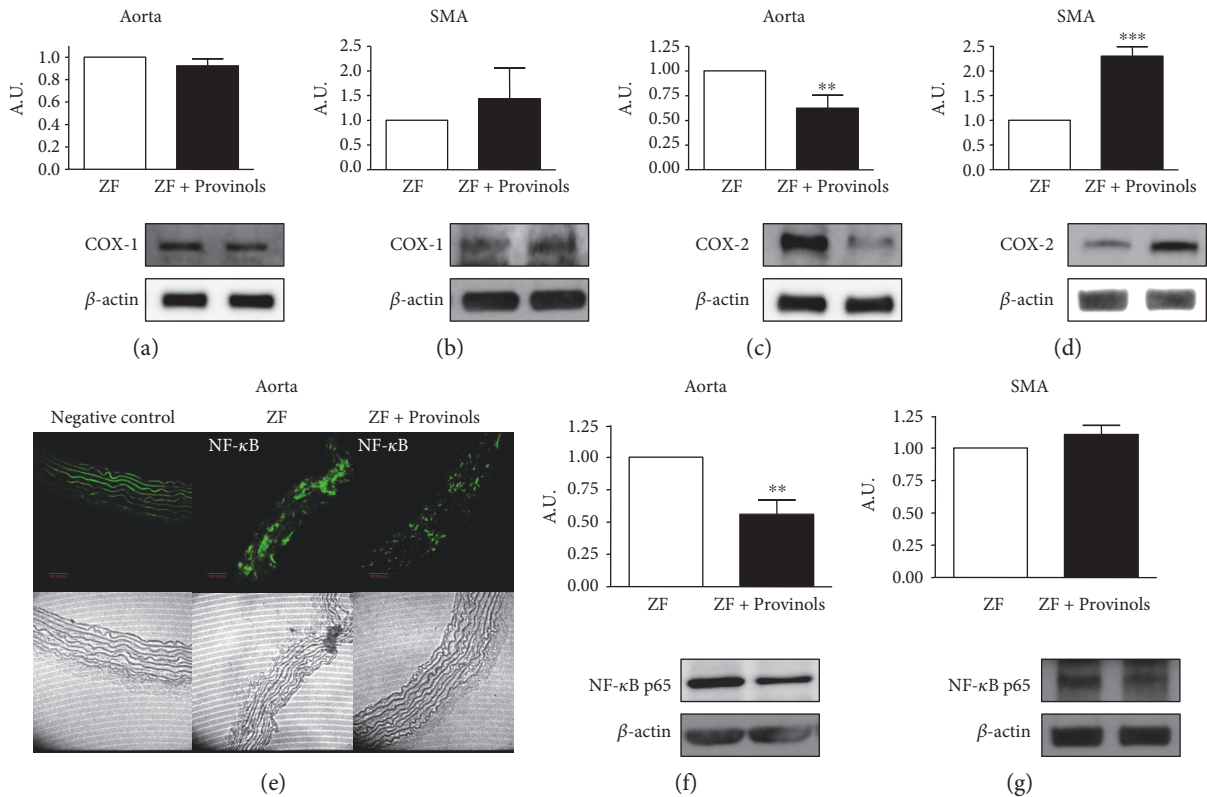 Aorta
A.U.
1.0
0.8
0.6
0.4
0.2
0.0
ZF
ZF + Provinols
COX-1
β-actin
(a)
SMA
A.U.
2.5
2.0
1.5
1.0
0.5
0.0
ZF
ZF + Provinols
COX-1
β-actin
(b)
Aorta
A.U.
1.25
1.00
0.75
0.50
0.25
0.00
**
ZF
ZF + Provinols
COX-2
β-actin
(c)
SMA
A.U.
2.5
2.0
1.5
1.0
0.5
0.0
***
ZF
ZF + Provinols
COX-2
β-actin
(d)
Aorta
Negative control
ZF
ZF + Provinols
NF-κB
NF-κB
(e)
Aorta
A.U.
1.25
1.00
0.75
0.50
0.25
0.00
**
ZF
ZF + Provinols
NF-κB p65
β-actin
(f)
SMA
A.U.
1.25
1.00
0.75
0.50
0.25
0.00
ZF
ZF + Provinols
NF-κB p65
β-actin
(g)